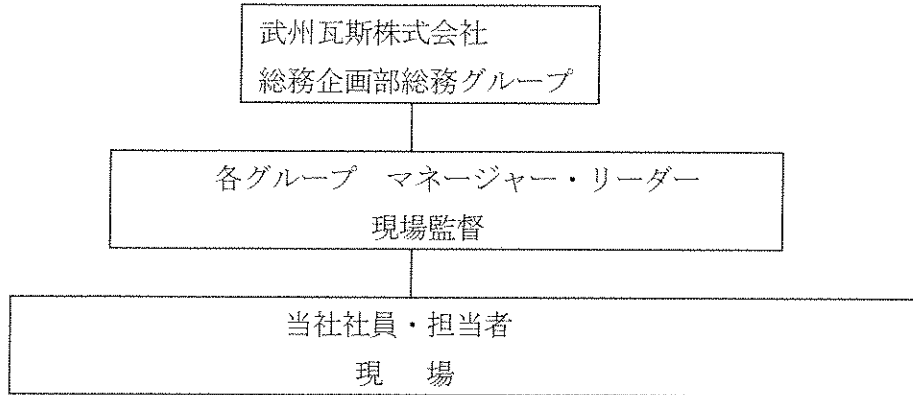 武州瓦斯株式会社
総務企画部総務グループ
各グループ　マネージャー・リーダー
現場監督
当社社員・担当者
現　場